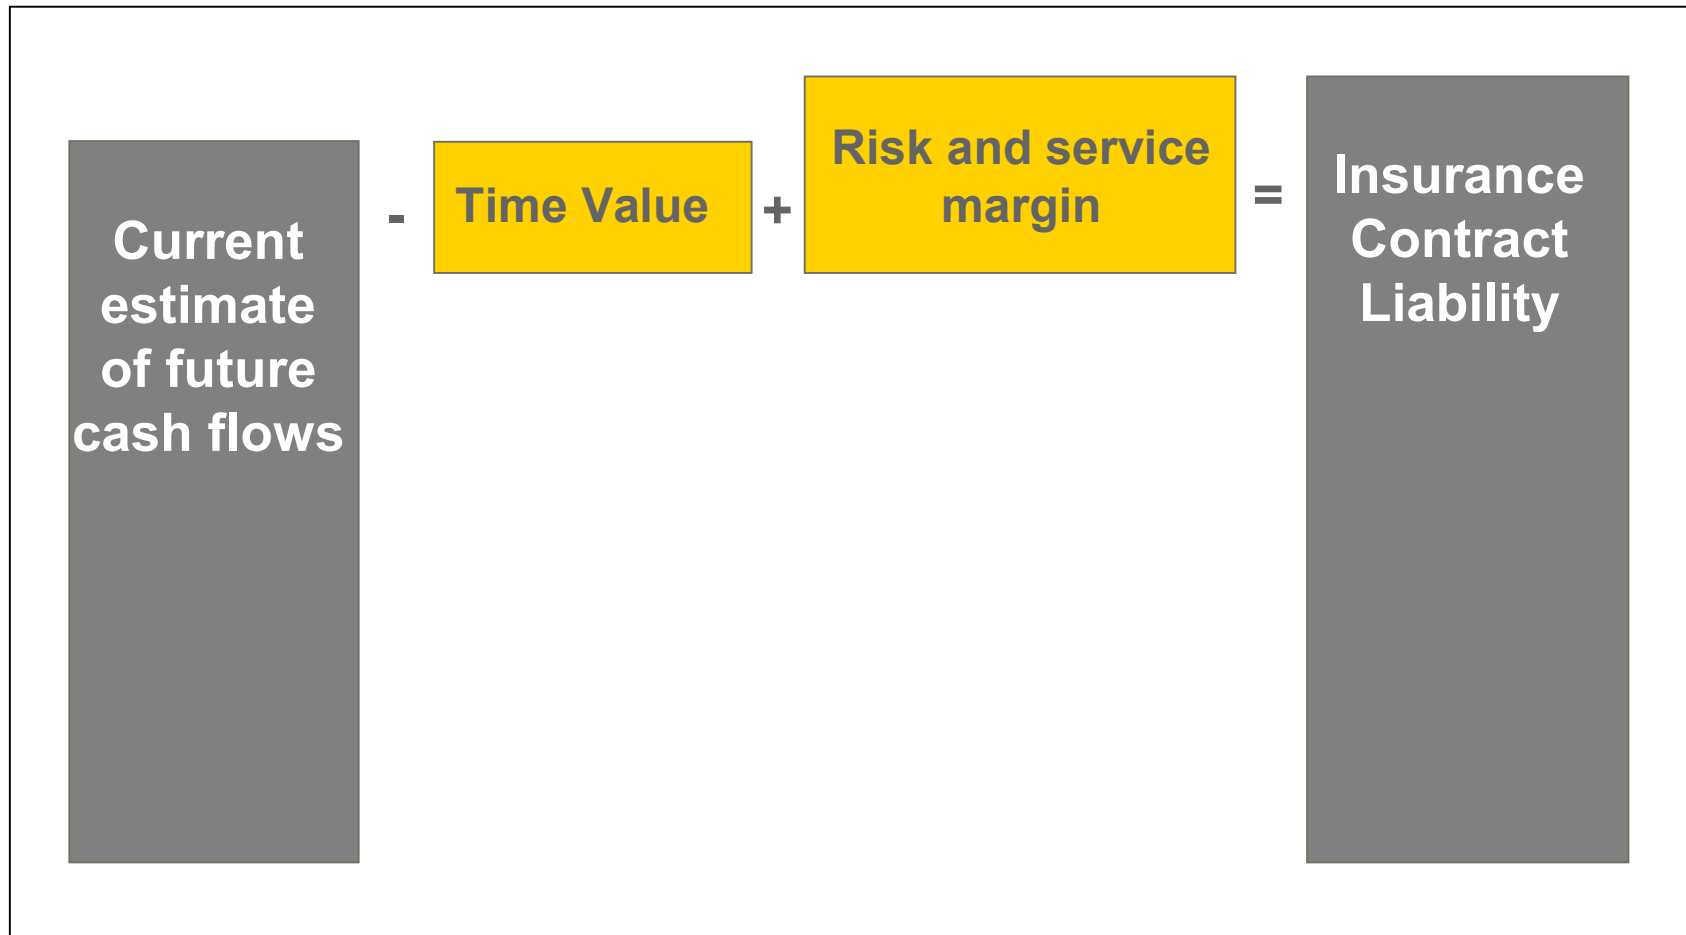 Current
estimate
of future
cash flows
-
Time Value
+
Risk and service
margin
=
Insurance
Contract
Liability